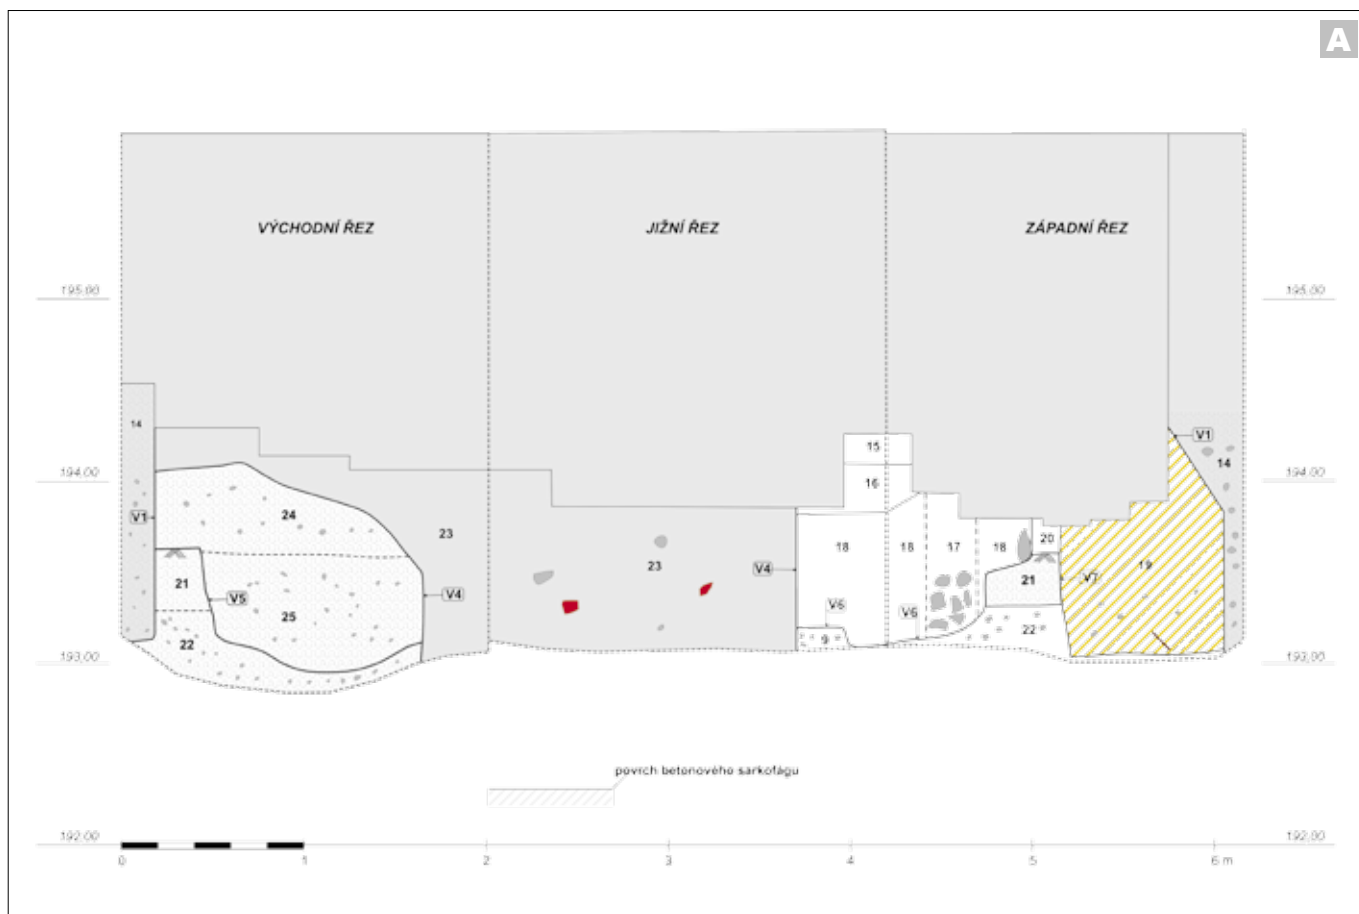 A
VÝCHODNÍ ŘEZ
JIŽNÍ ŘEZ
ZÁPADNÍ ŘEZ
195,00
195,00
14
15
V1
14
194,00
16
194,00
24
V1
23
20
18
18
17
18
23
19
21
V5
25
V4
V4
21
V7
V6
V6
22
9
22
193,00
193,00
povrch betonového sarkofágu
192,00
192,00
0
1
2
3
4
5
6 m